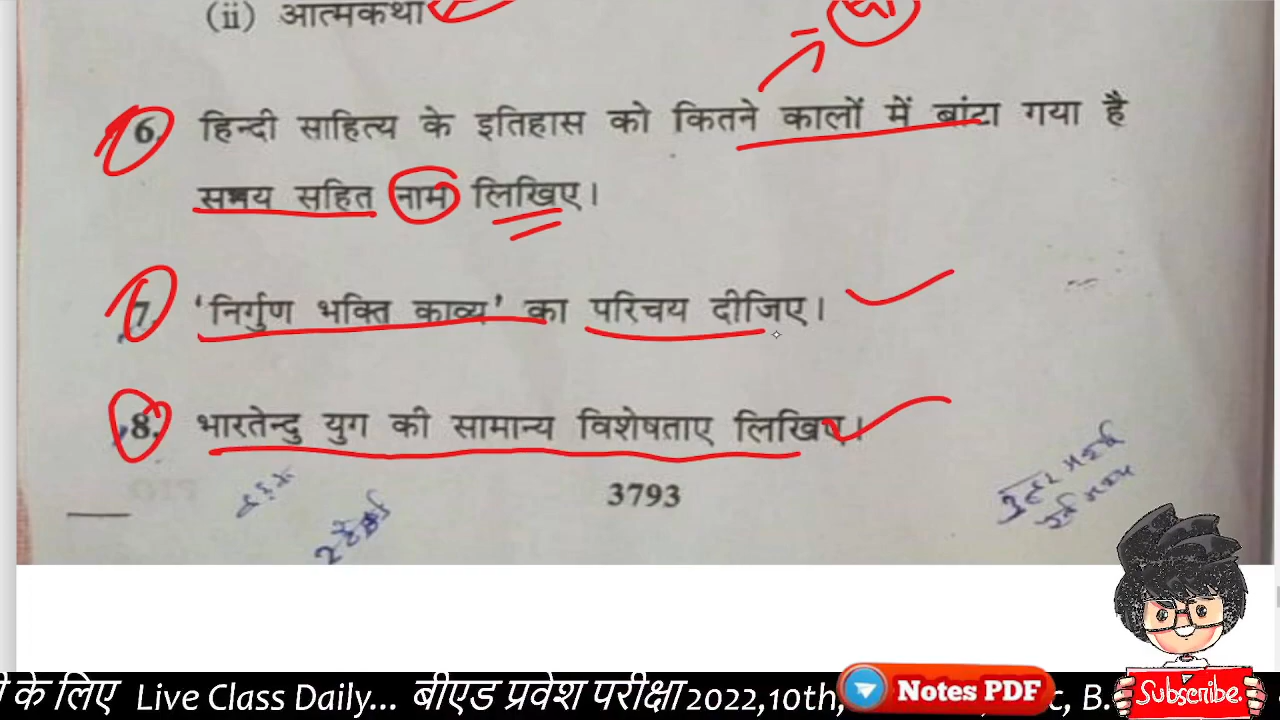 (ii) आत्मकथा
6. हिन्दी साहित्य के इतिहास को कितने कालों में बांटा गया है
समय सहित नाम लिखिए।
7. 'निर्गुण भक्ति काव्य' का परिचय दीजिए।
8. भारतेन्दु युग की सामान्य विशेषताए लिखिए।
3793
के लिए Live Class Daily... बीएड प्रवेश परीक्षा 2022,10th,
Notes PDF
Subscribe.